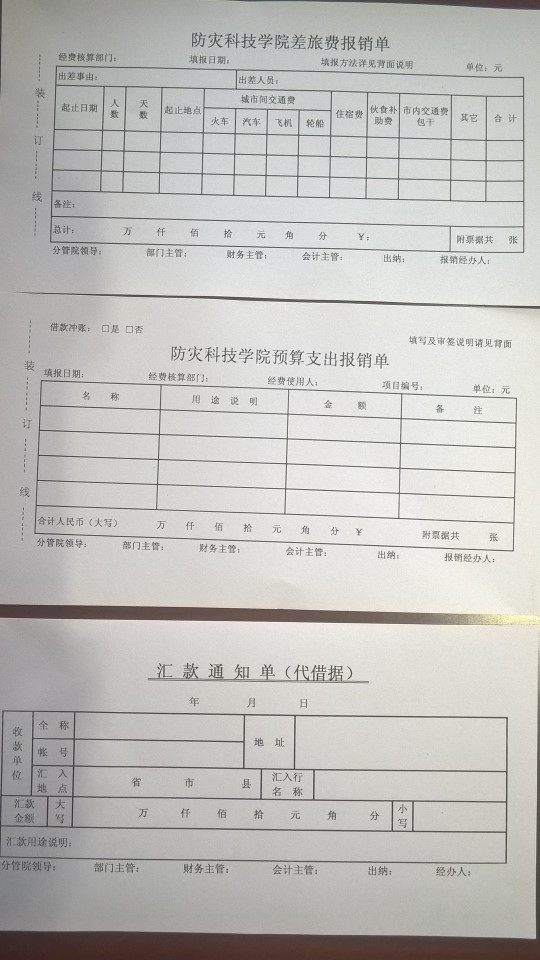 防灾科技学院差旅费报销单
经费核算部门： 填报日期： 填报方法详见背面说明 单位：元
出差事由： 出差人员：
起止日期 人数 天数 起止地点 城市间交通费 住宿费 伙食补助费 市内交通费包干 其它 合 计
火车 汽车 飞机 轮船
备注：
总计： 万 仟 佰 拾 元 角 分 ￥： 附票据共 张
分管院领导： 部门主管： 财务主管： 会计主管： 出纳： 报销经办人：
装 订 线
借款冲账： □是 □否 填写及审签说明请见背面
防灾科技学院预算支出报销单
填报日期： 经费核算部门： 经费使用人： 项目编号： 单位：元
名 称 用 途 说 明 金 额 备 注
合计人民币（大写） 万 仟 佰 拾 元 角 分 ￥ 附票据共 张
分管院领导： 部门主管： 财务主管： 会计主管： 出纳： 报销经办人：
装 订 线
汇 款 通 知 单（代借据）
年 月 日
收款单位 全 称 地 址
帐 号
汇 入 地 点 省 市 县 汇入行名 称
汇款金额 大写 万 仟 佰 拾 元 角 分 小写
汇款用途说明：
分管院领导： 部门主管： 财务主管： 会计主管： 出纳： 经办人：